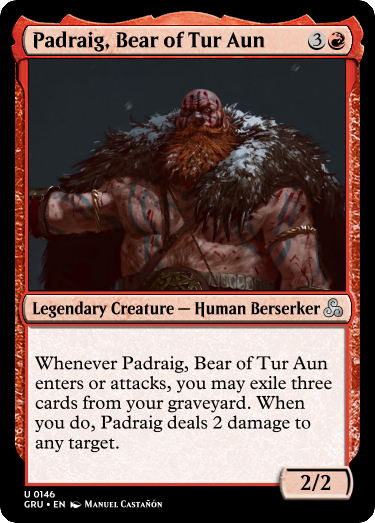 Padraig, Bear of Tur Aun 3
Legendary Creature — Human Berserker
Whenever Padraig, Bear of Tur Aun
enters or attacks, you may exile three
cards from your graveyard. When
you do, Padraig deals 2 damage to
any target.
2/2
U 0146
GRU • EN Manuel Castañón